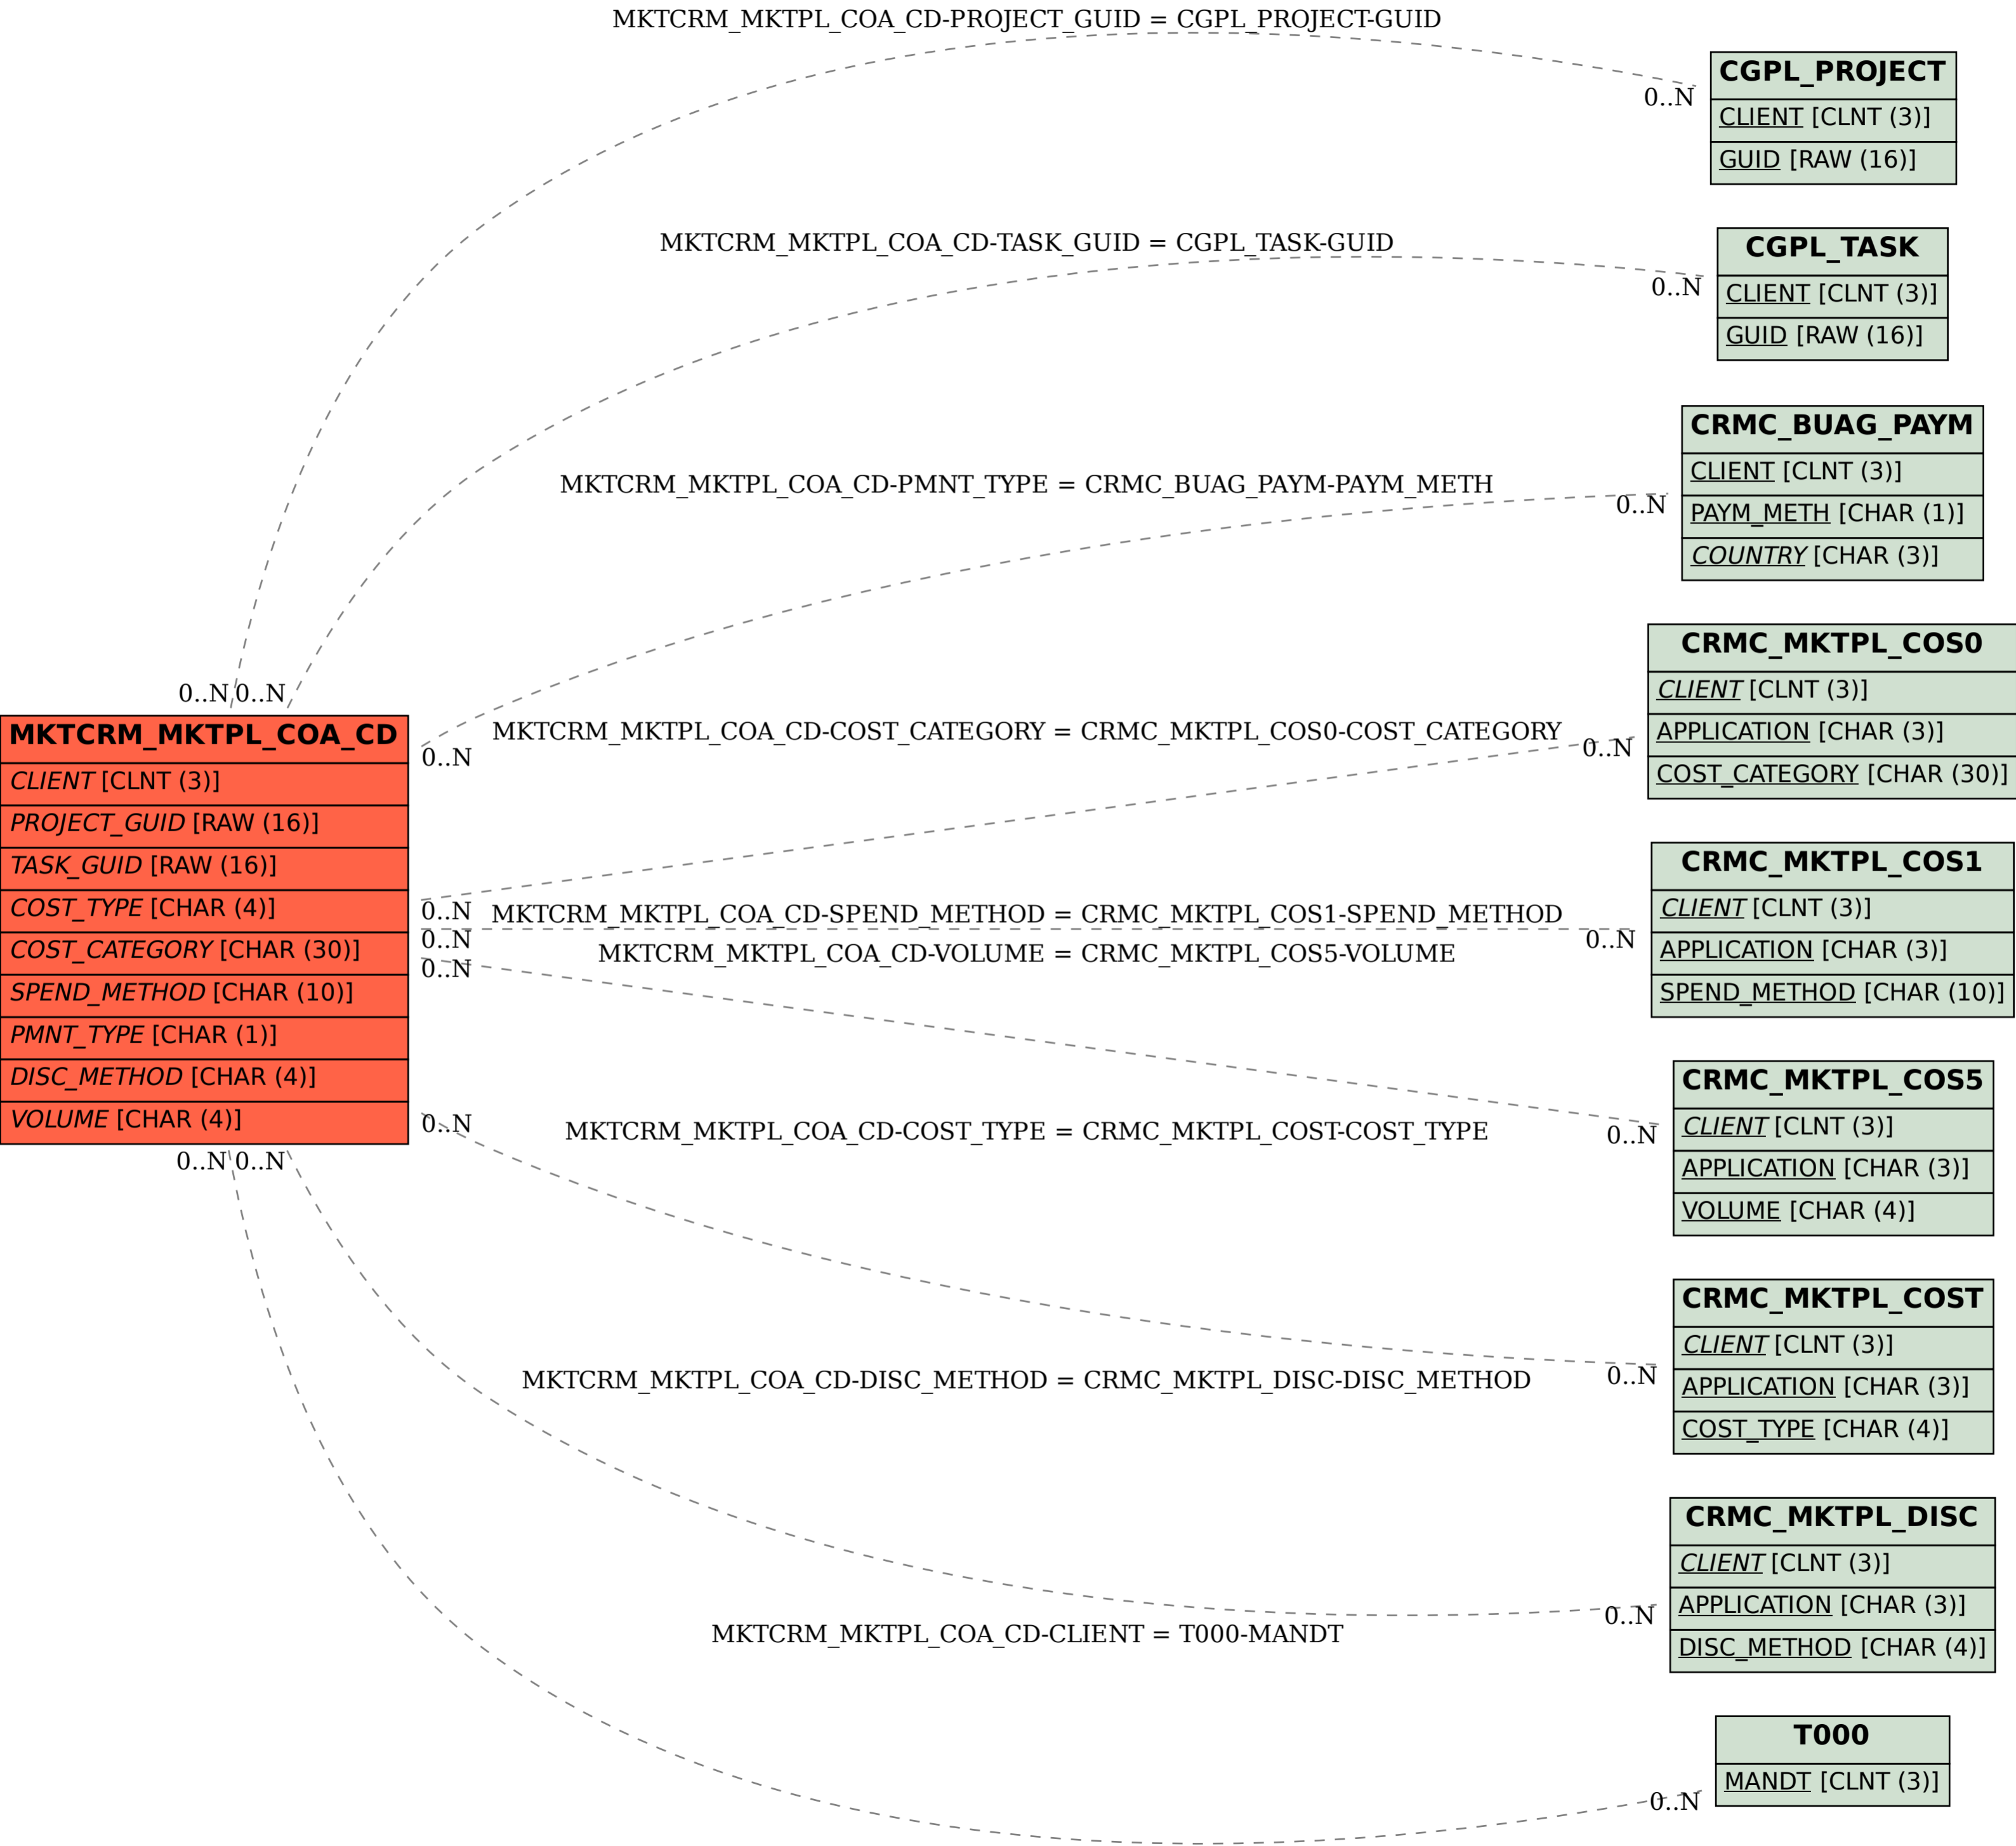 MKTCRM_MKTPL_COA_CD-PROJECT_GUID = CGPL_PROJECT-GUID
0..N
CGPL_PROJECT
CLIENT [CLNT (3)]
GUID [RAW (16)]
MKTCRM_MKTPL_COA_CD-TASK_GUID = CGPL_TASK-GUID
0..N
CGPL_TASK
CLIENT [CLNT (3)]
GUID [RAW (16)]
MKTCRM_MKTPL_COA_CD-PMNT_TYPE = CRMC_BUAG_PAYM-PAYM_METH
0..N
CRMC_BUAG_PAYM
CLIENT [CLNT (3)]
PAYM_METH [CHAR (1)]
COUNTRY [CHAR (3)]
0..N 0..N
MKTCRM_MKTPL_COA_CD
CLIENT [CLNT (3)]
PROJECT_GUID [RAW (16)]
TASK_GUID [RAW (16)]
COST_TYPE [CHAR (4)]
COST_CATEGORY [CHAR (30)]
SPEND_METHOD [CHAR (10)]
PMNT_TYPE [CHAR (1)]
DISC_METHOD [CHAR (4)]
VOLUME [CHAR (4)]
0..N 0..N
0..N
MKTCRM_MKTPL_COA_CD-COST_CATEGORY = CRMC_MKTPL_COS0-COST_CATEGORY
0..N
CRMC_MKTPL_COS0
CLIENT [CLNT (3)]
APPLICATION [CHAR (3)]
COST_CATEGORY [CHAR (30)]
0..N
MKTCRM_MKTPL_COA_CD-SPEND_METHOD = CRMC_MKTPL_COS1-SPEND_METHOD
0..N
0..N
CRMC_MKTPL_COS1
CLIENT [CLNT (3)]
APPLICATION [CHAR (3)]
SPEND_METHOD [CHAR (10)]
0..N
MKTCRM_MKTPL_COA_CD-VOLUME = CRMC_MKTPL_COS5-VOLUME
0..N
CRMC_MKTPL_COS5
CLIENT [CLNT (3)]
APPLICATION [CHAR (3)]
VOLUME [CHAR (4)]
0..N
MKTCRM_MKTPL_COA_CD-COST_TYPE = CRMC_MKTPL_COST-COST_TYPE
0..N
CRMC_MKTPL_COST
CLIENT [CLNT (3)]
APPLICATION [CHAR (3)]
COST_TYPE [CHAR (4)]
MKTCRM_MKTPL_COA_CD-DISC_METHOD = CRMC_MKTPL_DISC-DISC_METHOD
0..N
CRMC_MKTPL_DISC
CLIENT [CLNT (3)]
APPLICATION [CHAR (3)]
DISC_METHOD [CHAR (4)]
MKTCRM_MKTPL_COA_CD-CLIENT = T000-MANDT
0..N
T000
MANDT [CLNT (3)]